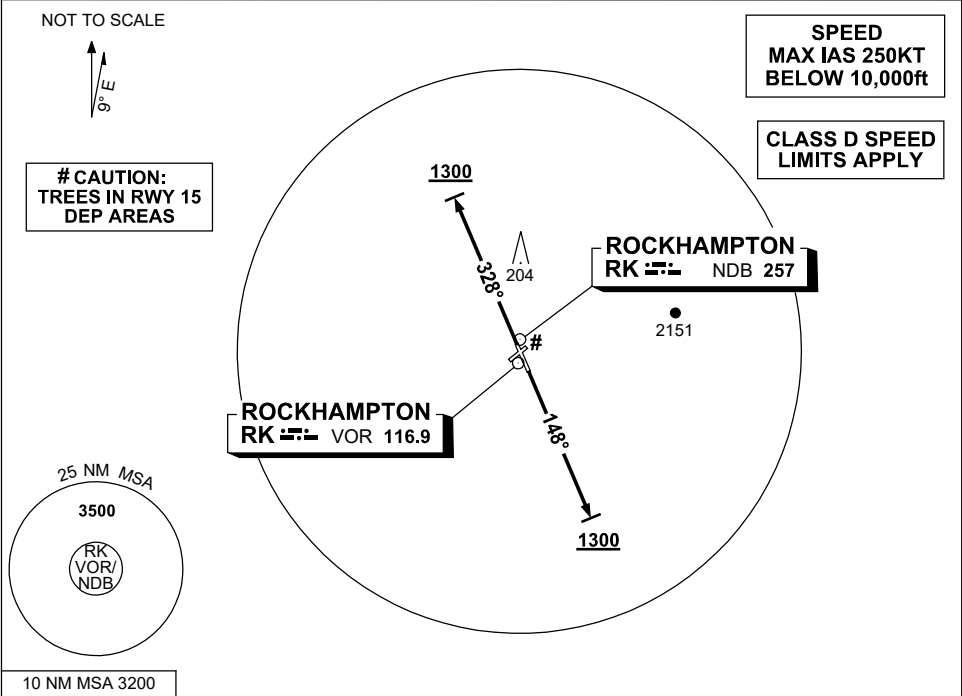 NOT TO SCALE
9° E
SPEED
MAX IAS 250KT
BELOW 10,000ft
CLASS D SPEED
LIMITS APPLY
# CAUTION:
TREES IN RWY 15
DEP AREAS
1300
328°
204
ROCKHAMPTON
RK NDB 257
2151
#
ROCKHAMPTON
RK VOR 116.9
148°
1300
25 NM MSA
3500
RK
VOR/
NDB
10 NM MSA 3200